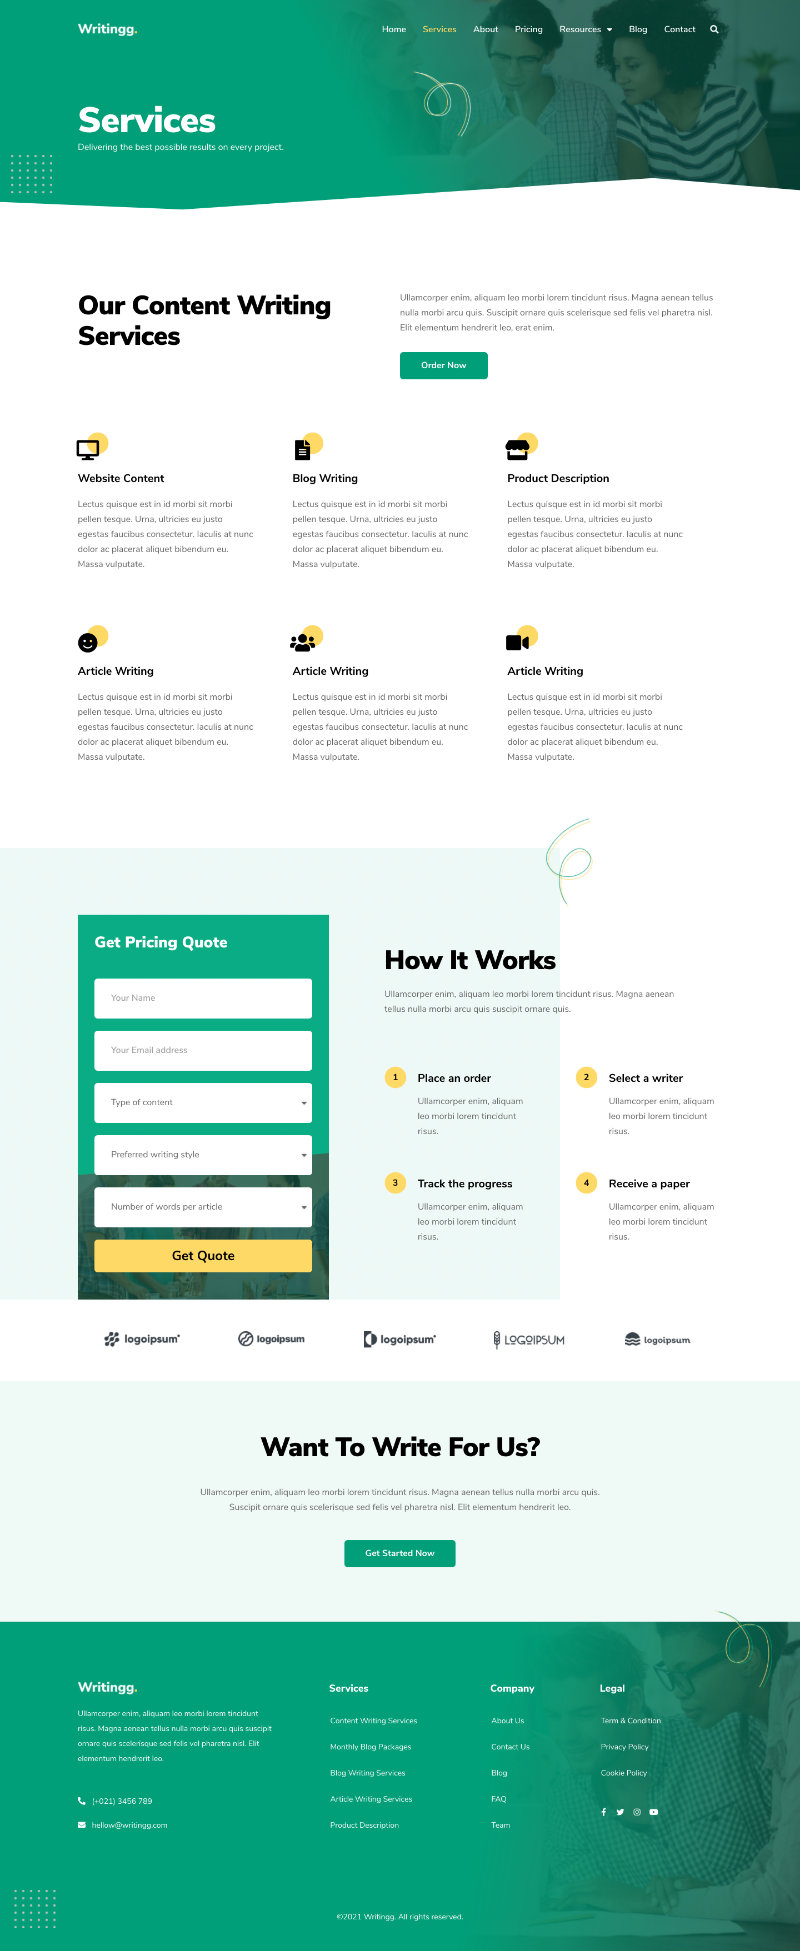 Writingg.
Home Services About Pricing Resources Blog Contact
Services
Delivering the best possible results on every project.
Our Content Writing
Services
Ullamcorper enim, aliquam leo morbi lorem tincidunt risus. Magna aenean tellus
nulla morbi arcu quis. Suscipit ornare quis scelerisque sed felis vel pharetra nisl.
Elit elementum hendrerit leo, erat enim.
Order Now
Website Content
Lectus quisque est in id morbi sit morbi
pellen tesque. Urna, ultricies eu justo
egestas faucibus consectetur. Iaculis at nunc
dolor ac placerat aliquet bibendum eu.
Massa vulputate.
Blog Writing
Lectus quisque est in id morbi sit morbi
pellen tesque. Urna, ultricies eu justo
egestas faucibus consectetur. Iaculis at nunc
dolor ac placerat aliquet bibendum eu.
Massa vulputate.
Product Description
Lectus quisque est in id morbi sit morbi
pellen tesque. Urna, ultricies eu justo
egestas faucibus consectetur. Iaculis at nunc
dolor ac placerat aliquet bibendum eu.
Massa vulputate.
Article Writing
Lectus quisque est in id morbi sit morbi
pellen tesque. Urna, ultricies eu justo
egestas faucibus consectetur. Iaculis at nunc
dolor ac placerat aliquet bibendum eu.
Massa vulputate.
Article Writing
Lectus quisque est in id morbi sit morbi
pellen tesque. Urna, ultricies eu justo
egestas faucibus consectetur. Iaculis at nunc
dolor ac placerat aliquet bibendum eu.
Massa vulputate.
Article Writing
Lectus quisque est in id morbi sit morbi
pellen tesque. Urna, ultricies eu justo
egestas faucibus consectetur. Iaculis at nunc
dolor ac placerat aliquet bibendum eu.
Massa vulputate.
Get Pricing Quote
Your Name
Your Email address
Type of content
Preferred writing style
Number of words per article
Get Quote
How It Works
Ullamcorper enim, aliquam leo morbi lorem tincidunt risus. Magna aenean
tellus nulla morbi arcu quis suscipit ornare quis.
1
Place an order
Ullamcorper enim, aliquam
leo morbi lorem tincidunt
risus.
2
Select a writer
Ullamcorper enim, aliquam
leo morbi lorem tincidunt
risus.
3
Track the progress
Ullamcorper enim, aliquam
leo morbi lorem tincidunt
risus.
4
Receive a paper
Ullamcorper enim, aliquam
leo morbi lorem tincidunt
risus.
logoipsum logoipsum logoipsum LOGOIPSUM logoipsum
Want To Write For Us?
Ullamcorper enim, aliquam leo morbi lorem tincidunt risus. Magna aenean tellus nulla morbi arcu quis.
Suscipit ornare quis scelerisque sed felis vel pharetra nisl. Elit elementum hendrerit leo.
Get Started Now
Writingg.
Ullamcorper enim, aliquam leo morbi lorem tincidunt
risus. Magna aenean tellus nulla morbi arcu quis suscipit
ornare quis scelerisque sed felis vel pharetra nisl. Elit
elementum hendrerit leo.
(+021) 3456 789
hellow@writingg.com
Services
Content Writing Services
Monthly Blog Packages
Blog Writing Services
Article Writing Services
Product Description
Company
About Us
Contact Us
Blog
FAQ
Team
Legal
Term & Condition
Privacy Policy
Cookie Policy
©2021 Writingg. All rights reserved.